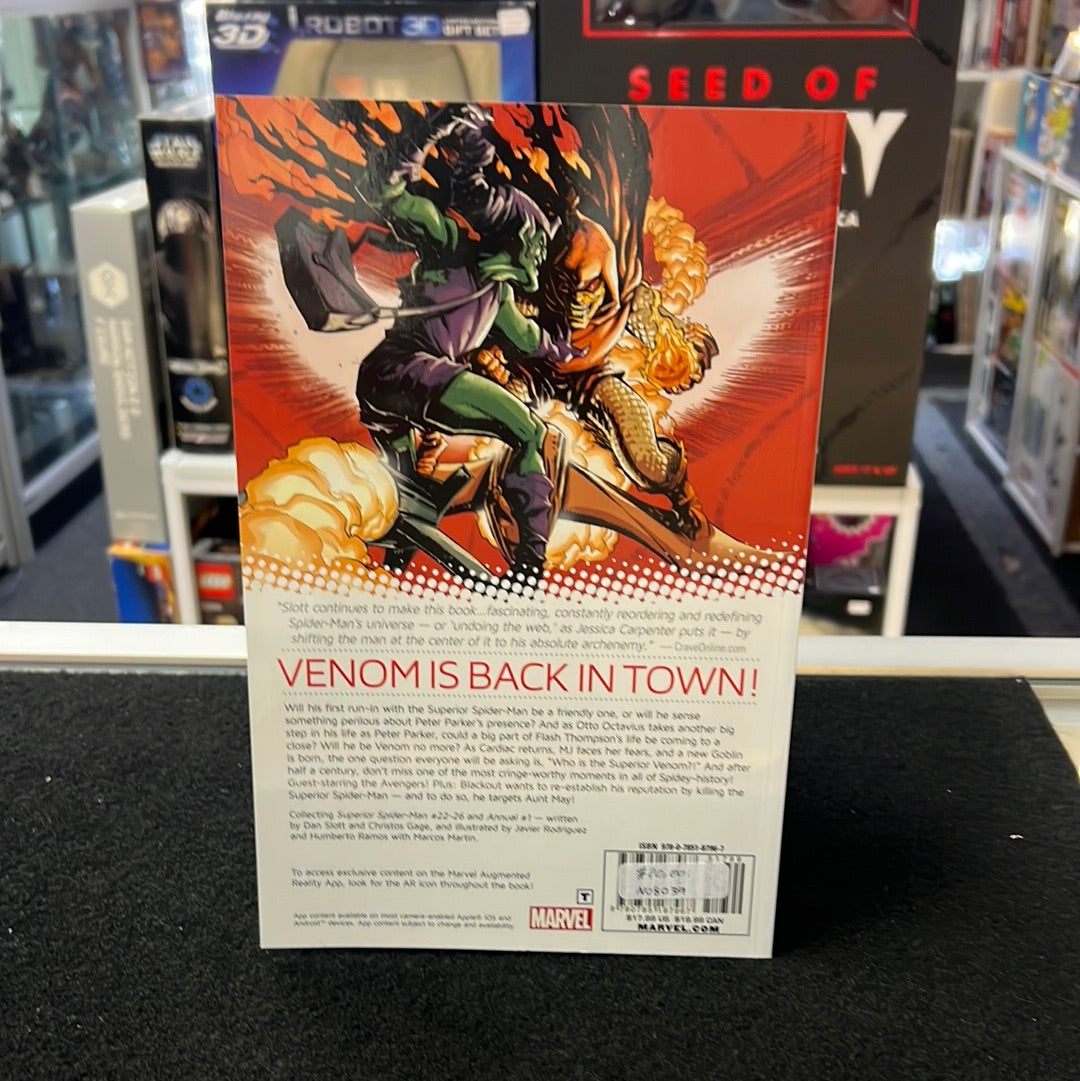 Blu-ray 3D
I ROBOT 3D
LIMITED EDITION
GIFT SET
SEED OF
Y
STAR
WARS
"Slott continues to make this book...fascinating, constantly reordering and redefining
Spider-Man's universe — or 'undoing the web,' as Jessica Carpenter puts it — by
shifting the man at the center of it to his absolute archenemy." —CraveOnline.com
VENOM IS BACK IN TOWN!
Will his first run-in with the Superior Spider-Man be a friendly one, or will he sense
something perilous about Peter Parker's presence? And as Otto Octavius takes another big
step in his life as Peter Parker, could a big part of Flash Thompson's life be coming to a
close? Will he be Venom no more? As Cardiac returns, MJ faces her fears, and a new Goblin
is born, the one question everyone will be asking is, "Who is the Superior Venom?!" And after
half a century, don't miss one of the most cringe-worthy moments in all of Spidey-history!
Guest-starring the Avengers! Plus: Blackout wants to re-establish his reputation by killing the
Superior Spider-Man — and to do so, he targets Aunt May!
Collecting Superior Spider-Man #22-26 and Annual #1 — written
by Dan Slott and Christos Gage, and illustrated by Javier Rodriguez
and Humberto Ramos with Marcos Martin.
To access exclusive content on the Marvel Augmented
Reality App, look for the AR icon throughout the book!
App content available on most camera-enabled Apple® iOS and
Android™ devices. App content subject to change and availability.
T
MARVEL
ISBN 978-0-7851-8796-7
51799
$20.00
NOB039
$17.99 US $19.99 CAN
MARVEL.COM
LEGO